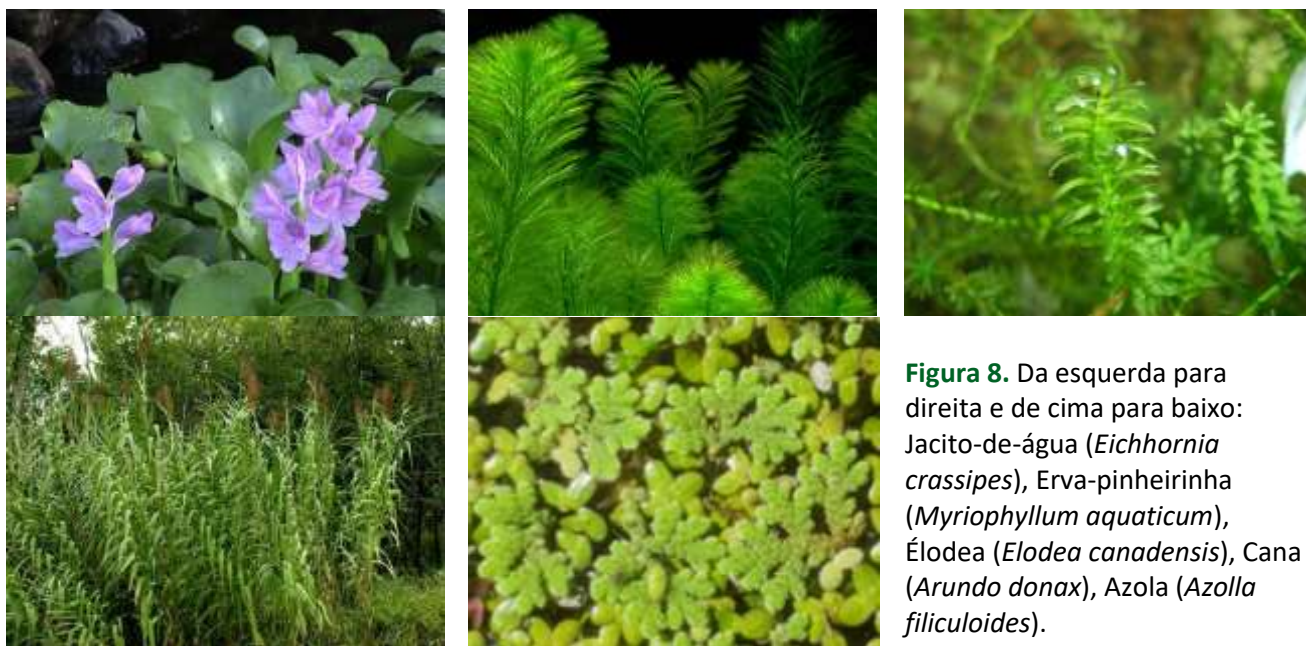 Figura 8. Da esquerda para
direita e de cima para baixo:
Jacito-de-água (Eichhornia
crassipes), Erva-pinheirinha
(Myriophyllum aquaticum),
Élodea (Elodea canadensis), Cana
(Arundo donax), Azola (Azolla
filiculoides).